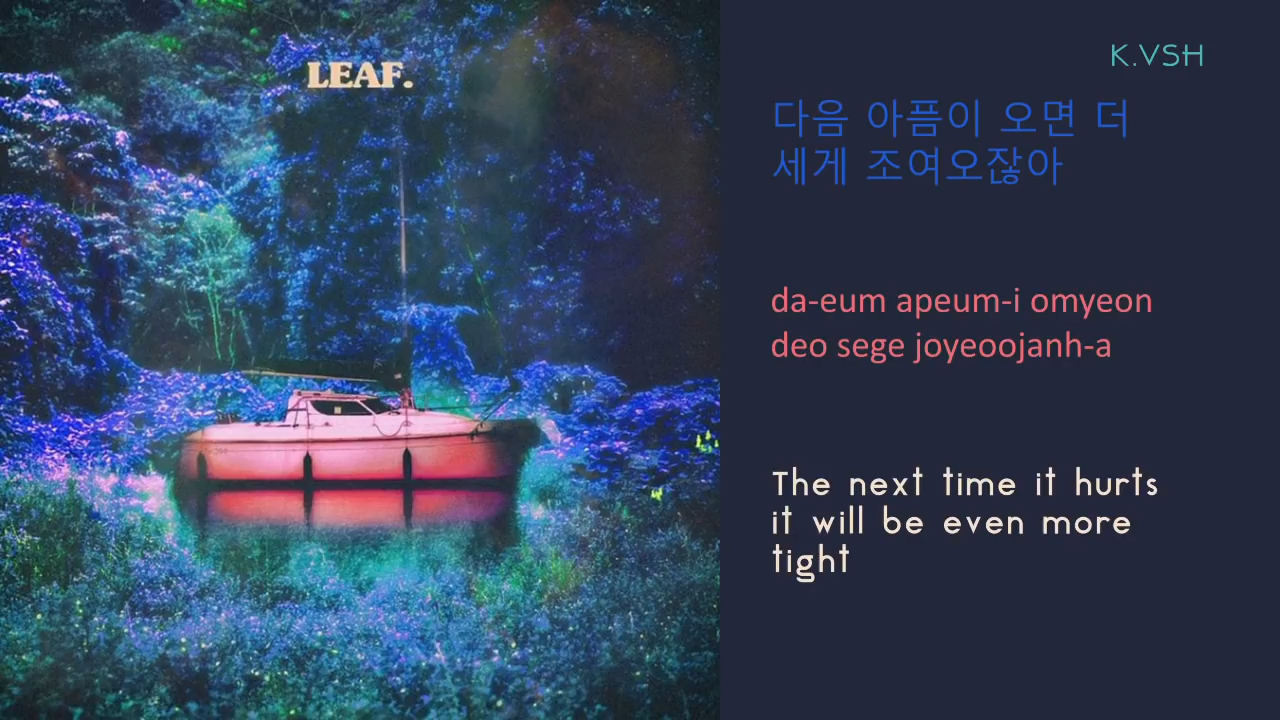 LEAF.
K.VSH
다음 아픔이 오면 더
세게 조여오잖아
da-eum apeum-i omyeon
deo sege joyeoojanh-a
The next time it hurts
it will be even more
tight